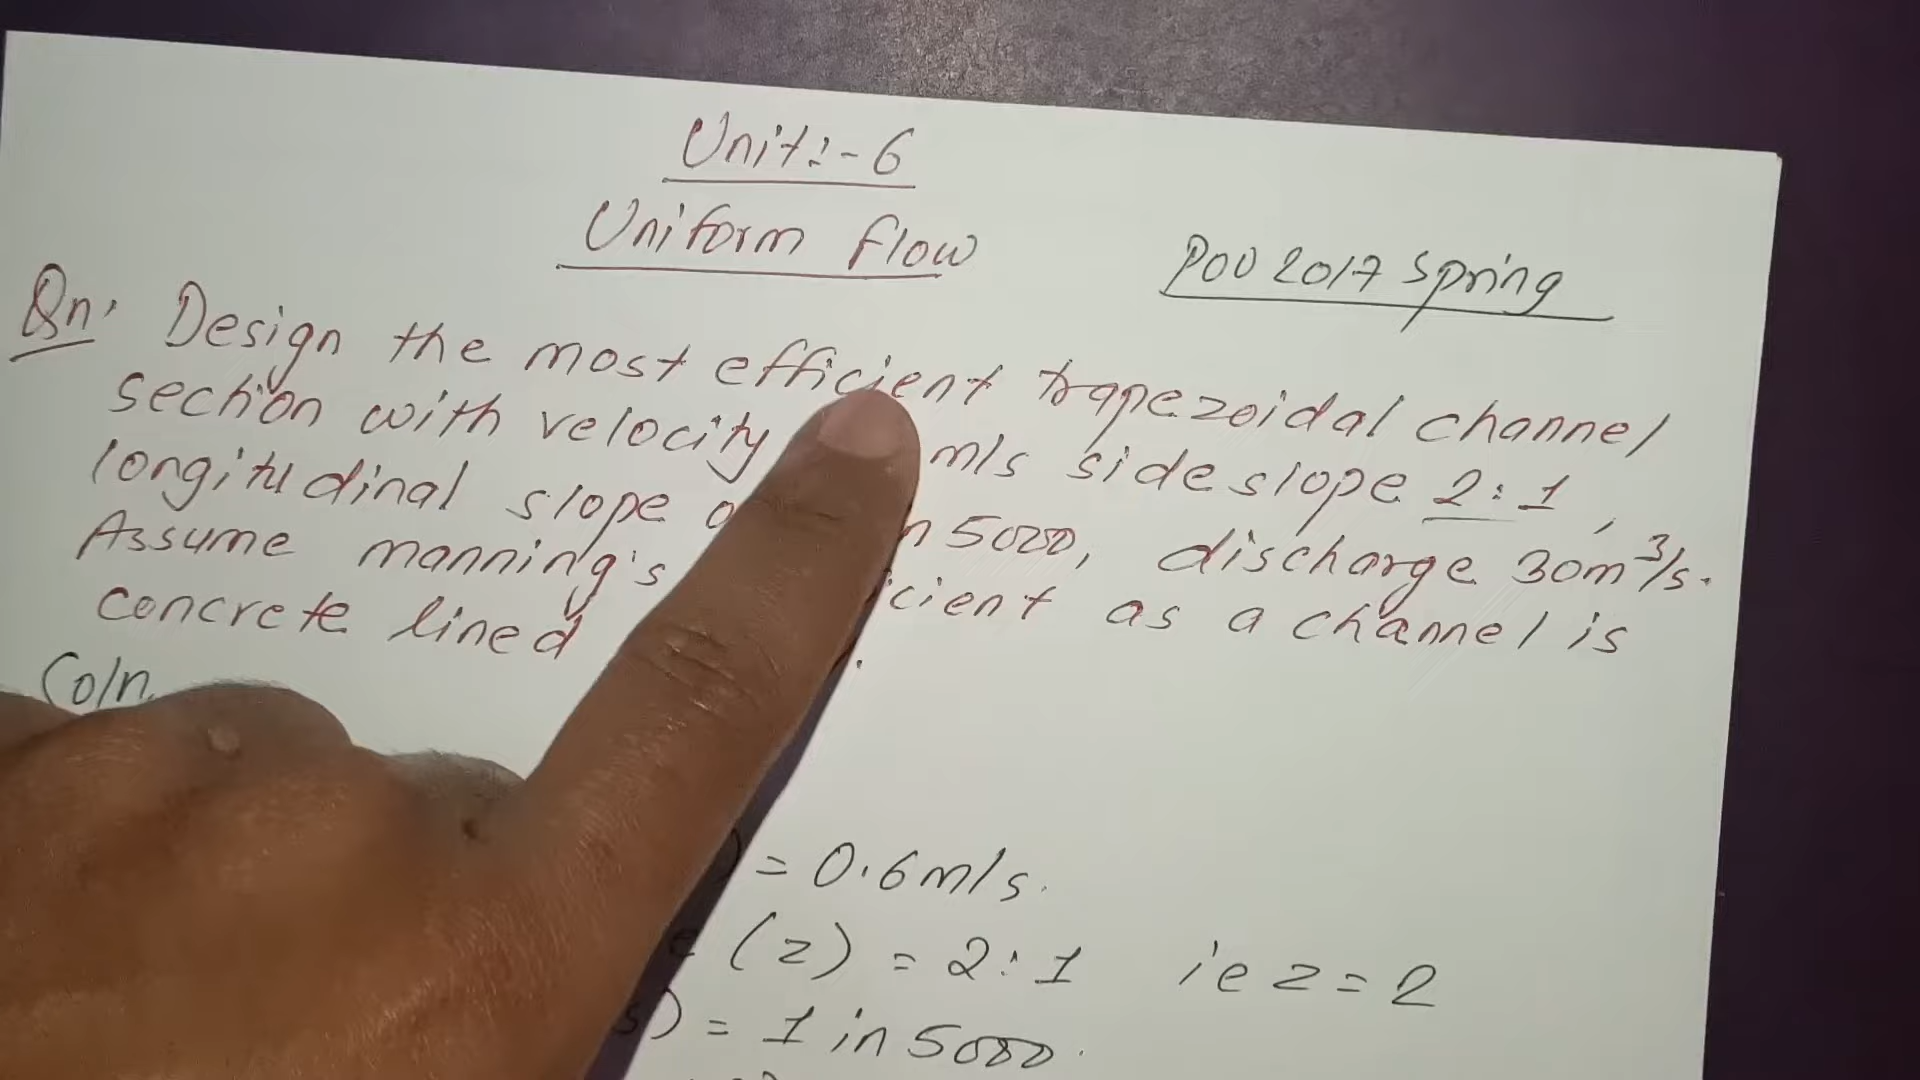 Unit:-6
Uniform flow
POU 2017 Spring
Qn. Design the most efficient trapezoidal channel
section with velocity m/s side slope 2:1,
longitudinal slope in 5000, discharge 30m³/s.
Assume manning's as a channel is
concrete lined
Soln
= 0.6m/s.
(z) = 2:1 ie z=2
s) = 1 in 5000.